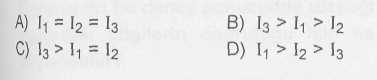 A) I₁ = I₂ = I₃ B) I₃ > I₁ > I₂
C) I₃ > I₁ = I₂ D) I₁ > I₂ > I₃